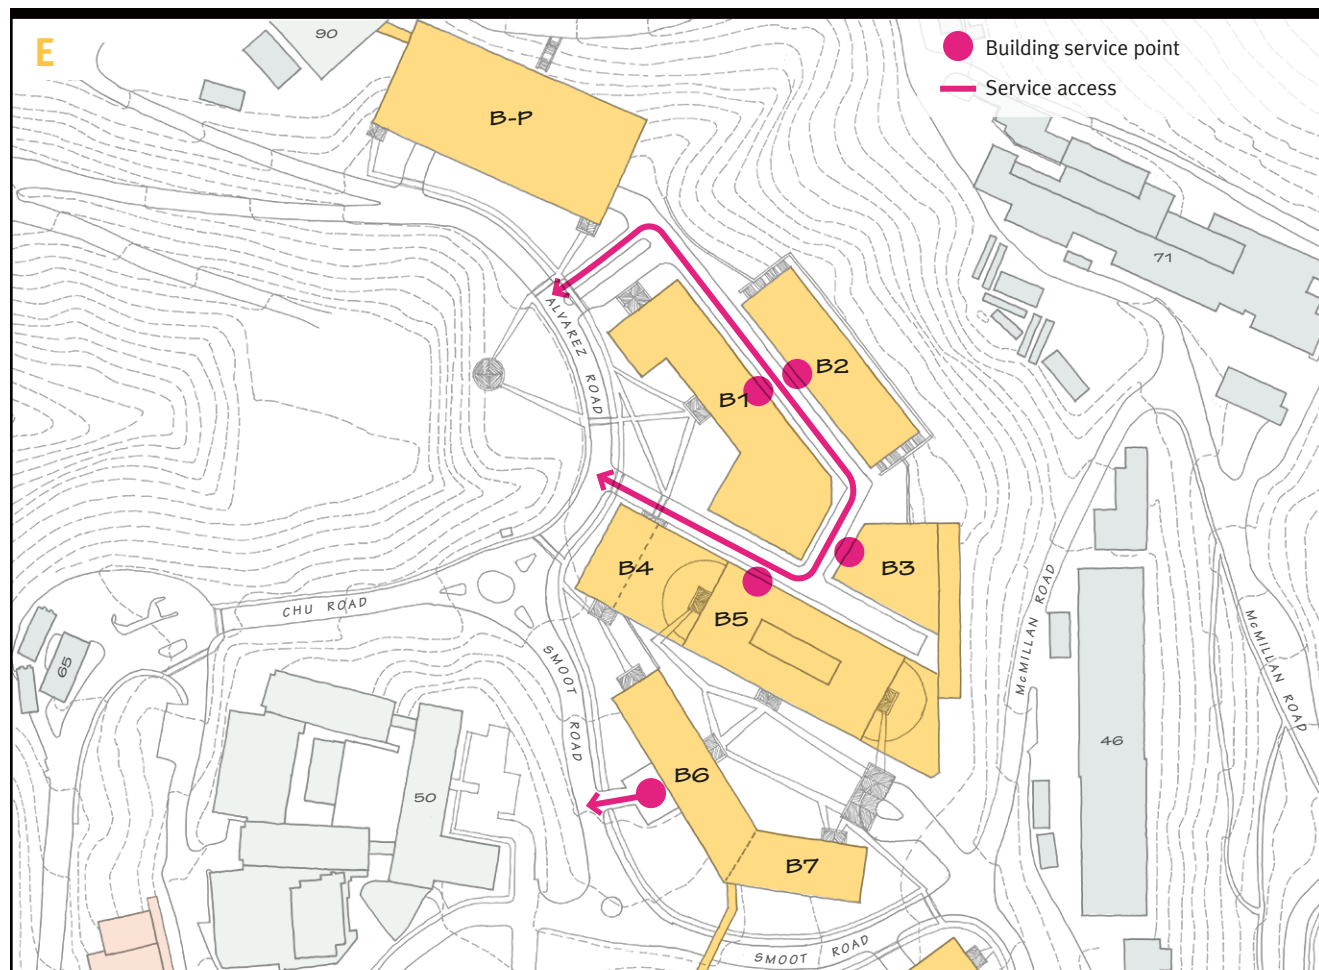 E
90
Building service point
Service access
B-P
71
ALVAREZ ROAD
B2
B1
B4
B3
B5
CHU ROAD
McMILLAN ROAD
McMILLAN ROAD
65
SMOOT ROAD
46
B6
50
B7
SMOOT ROAD